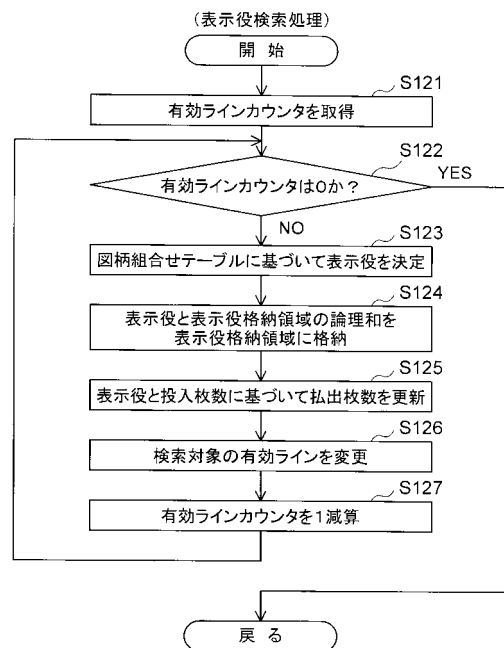 (表示役検索処理)
開 始
S121
有効ラインカウンタを取得
S122
有効ラインカウンタは0か？
YES
NO
S123
図柄組合せテーブルに基づいて表示役を決定
S124
表示役と表示役格納領域の論理和を
表示役格納領域に格納
S125
表示役と投入枚数に基づいて払出枚数を更新
S126
検索対象の有効ラインを変更
S127
有効ラインカウンタを1減算
戻 る